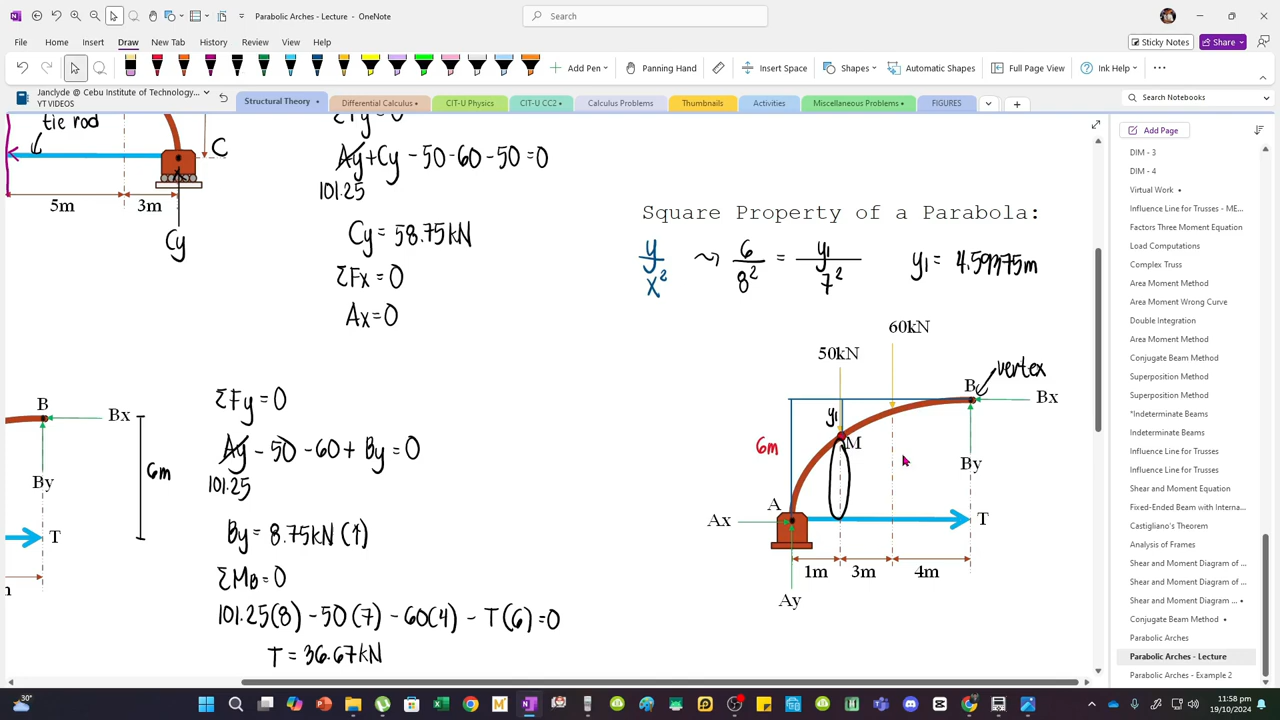 Parabolic Arches - Lecture - OneNote
Search
File Home Insert Draw New Tab History Review View Help
Sticky Notes Share
Add Pen Panning Hand Insert Space Shapes Automatic Shapes Full Page View Ink Help
Janclyde @ Cebu Institute of Technology...
YT VIDEOS
Structural Theory Differential Calculus CIT-U Physics CIT-U CC2 Calculus Problems Thumbnails Activities Miscellaneous Problems FIGURES
Search Notebooks
Add Page
DIM - 3
DIM - 4
Virtual Work
Influence Line for Trusses - ME...
Factors Three Moment Equation
Load Computations
Complex Truss
Area Moment Method
Area Moment Wrong Curve
Double Integration
Area Moment Method
Conjugate Beam Method
Superposition Method
Superposition Method
*Indeterminate Beams
Indeterminate Beams
Influence Line for Trusses
Influence Line for Trusses
Shear and Moment Equation
Fixed-Ended Beam with Interna...
Castigliano's Theorem
Analysis of Frames
Shear and Moment Diagram of ...
Shear and Moment Diagram of ...
Shear and Moment Diagram ...
Conjugate Beam Method
Parabolic Arches
Parabolic Arches - Lecture
Parabolic Arches - Example 2
tie rod
C
5m 3m
Cy
ΣFy = 0
Ay + Cy - 50 - 60 - 50 = 0
101.25
Cy = 58.75kN
ΣFx = 0
Ax = 0
B Bx
By
6m
T
ΣFy = 0
Ay - 50 - 60 + By = 0
101.25
By = 8.75kN (↑)
ΣMB = 0
101.25(8) - 50(7) - 60(4) - T(6) = 0
T = 36.67kN
Square Property of a Parabola:
y/x² ⇝ 6/8² = y1/7² y1 = 4.59375m
60kN
50kN
vertex
B Bx
y1
M
6m
By
A
Ax T
1m 3m 4m
Ay
30°
11:58 pm
19/10/2024